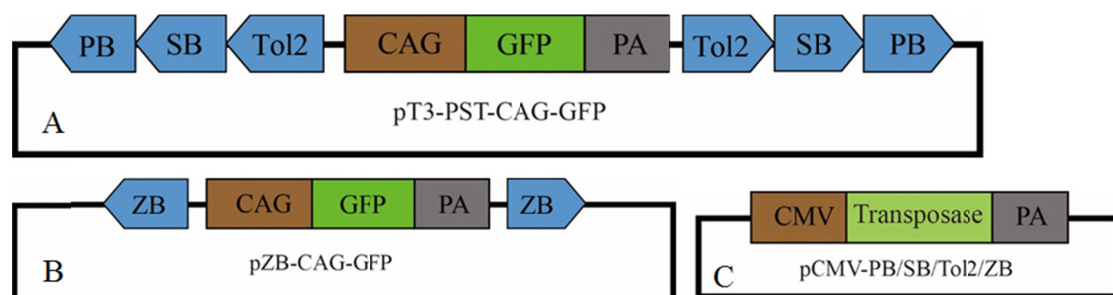 PB SB Tol2 CAG GFP PA Tol2 SB PB
A pT3-PST-CAG-GFP
ZB CAG GFP PA ZB
B pZB-CAG-GFP
CMV Transposase PA
C pCMV-PB/SB/Tol2/ZB